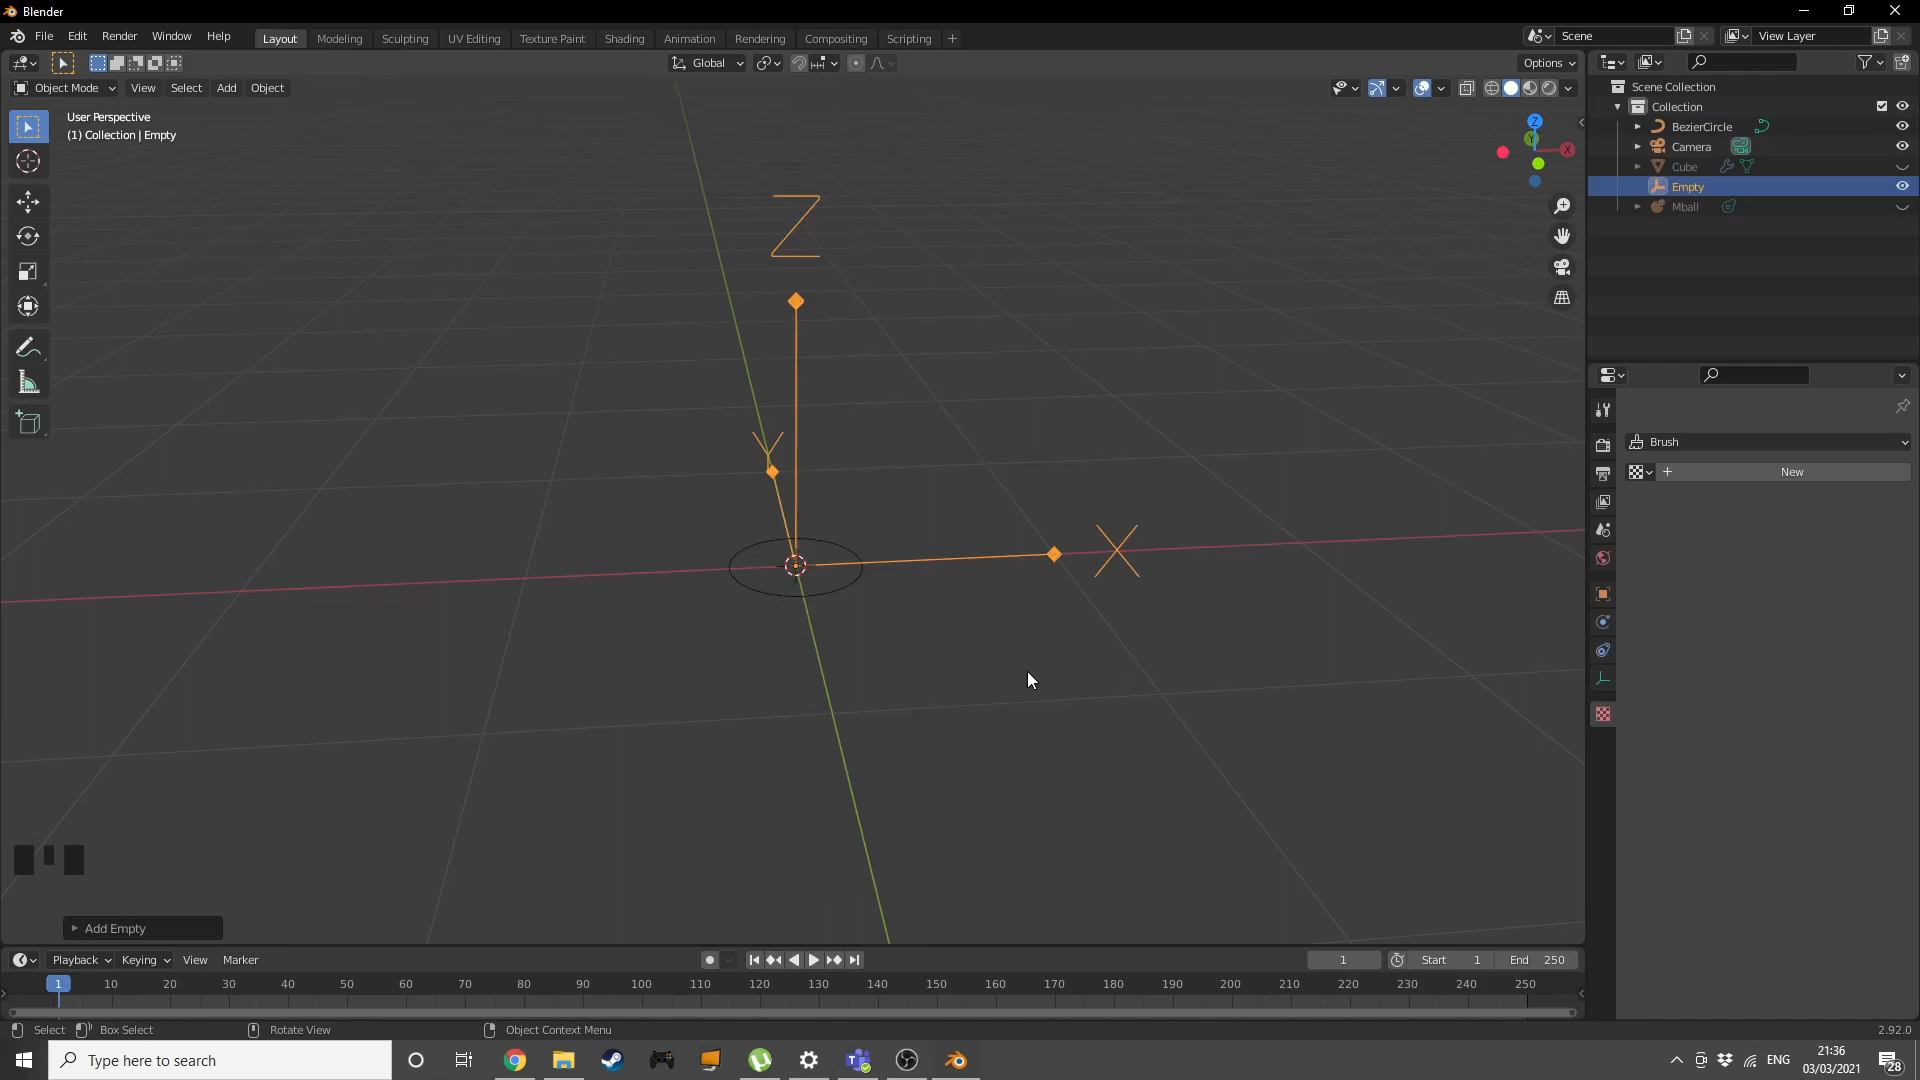 Blender
File Edit Render Window Help
Layout Modeling Sculpting UV Editing Texture Paint Shading Animation Rendering Compositing Scripting
Scene
View Layer
Global
Options
Object Mode View Select Add Object
User Perspective
(1) Collection | Empty
Z
Y
X
Z
Y
X
Scene Collection
Collection
BezierCircle
Camera
Cube
Empty
Mball
Brush
New
Add Empty
Playback Keying View Marker
1 Start 1 End 250
1 10 20 30 40 50 60 70 80 90 100 110 120 130 140 150 160 170 180 190 200 210 220 230 240 250
Select Box Select Rotate View Object Context Menu 2.92.0
Type here to search
ENG
21:36
03/03/2021
28